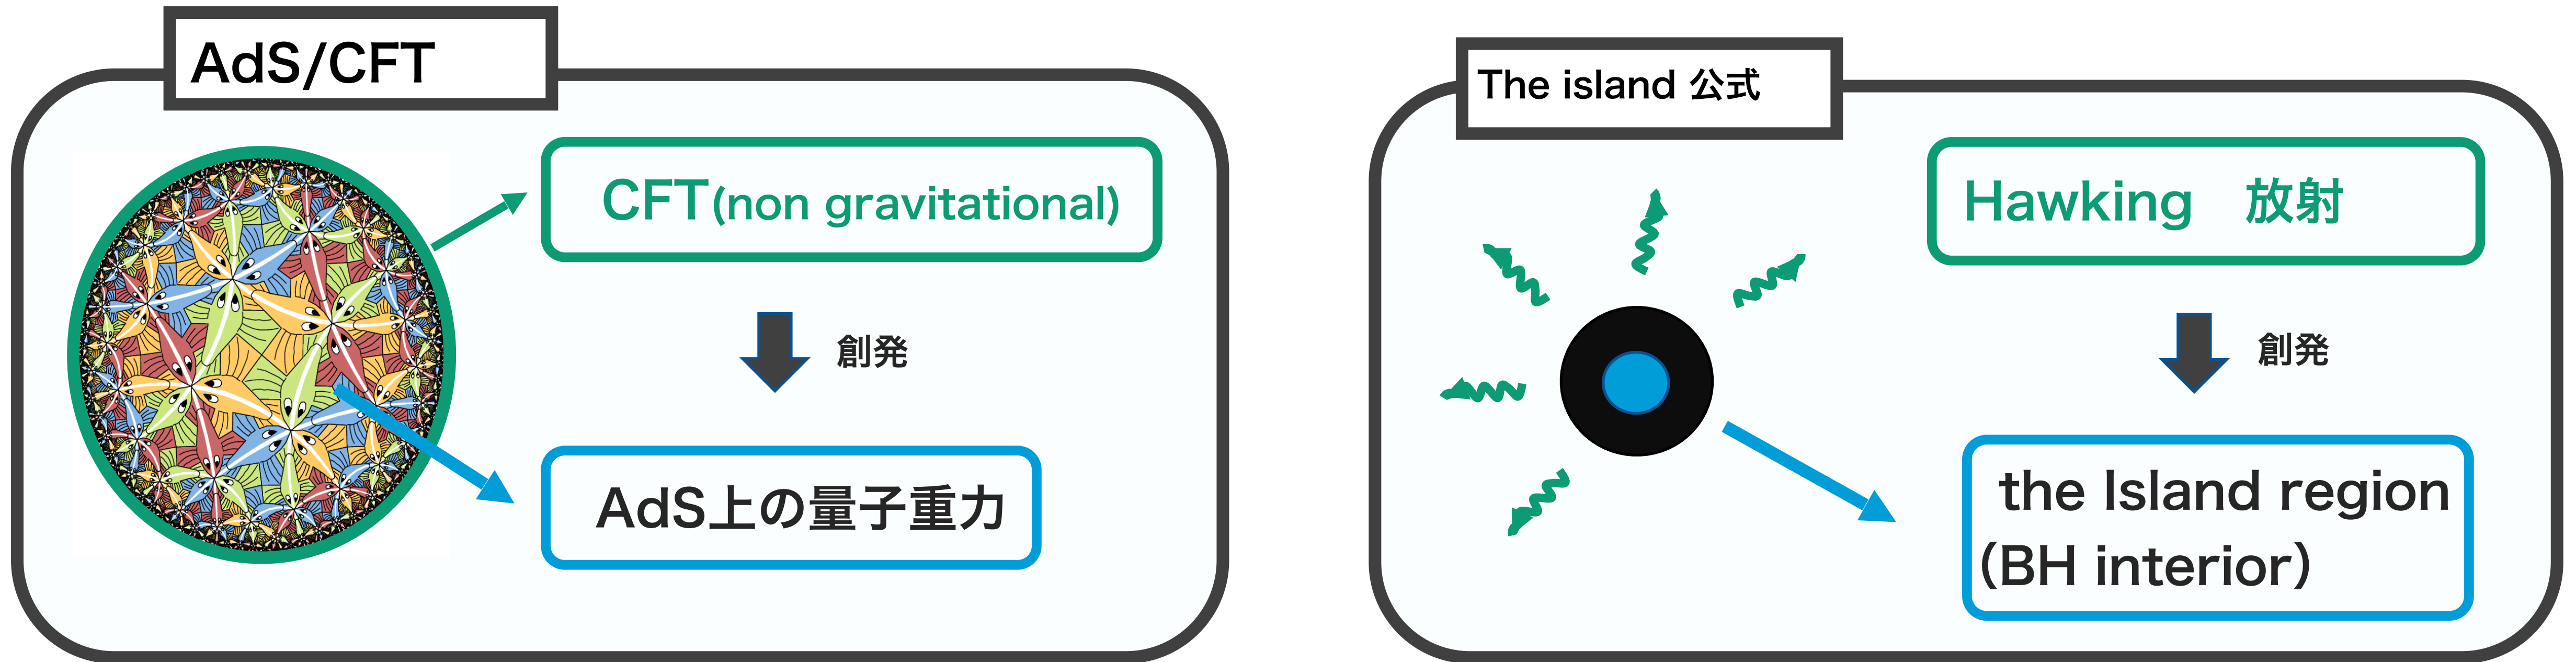 AdS/CFT
CFT(non gravitational)
創発
AdS上の量子重力
The island 公式
Hawking　放射
創発
the Island region
(BH interior)